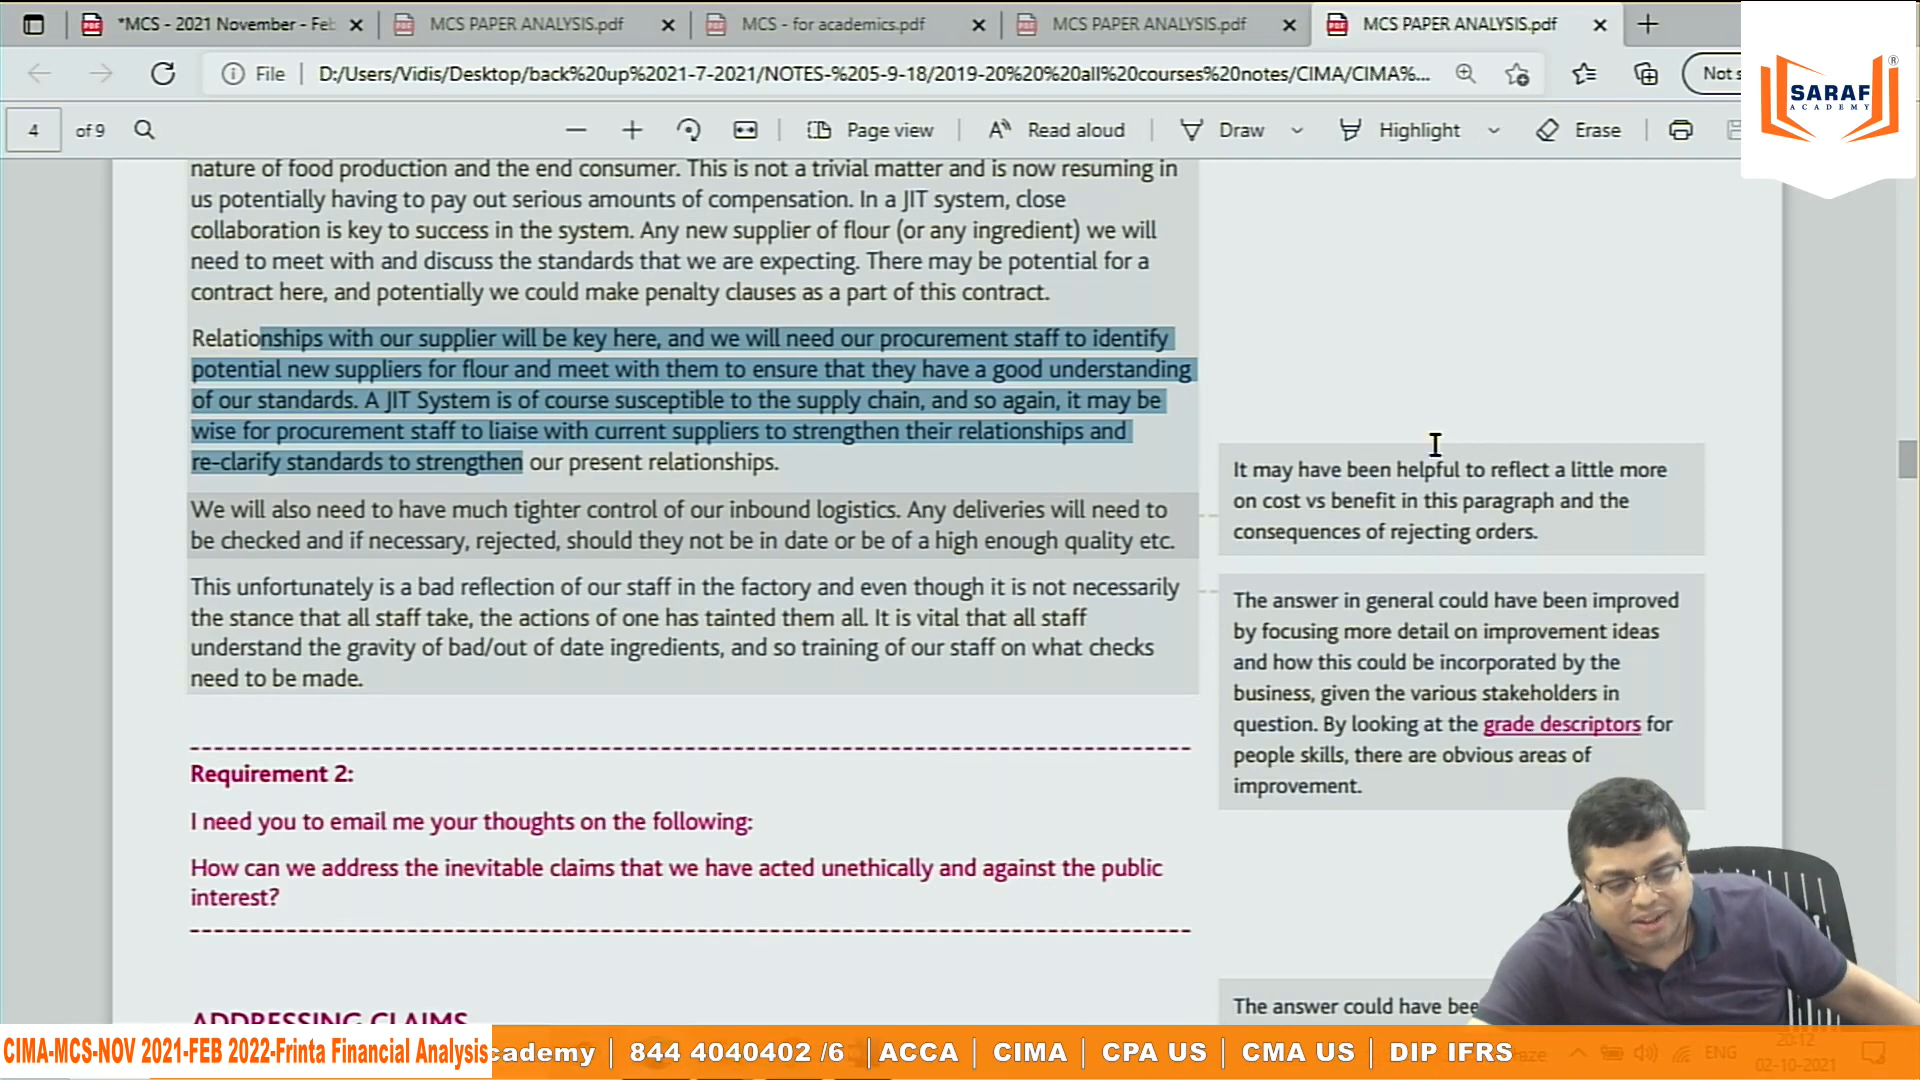 *MCS - 2021 November - Feb
MCS PAPER ANALYSIS.pdf
MCS - for academics.pdf
MCS PAPER ANALYSIS.pdf
MCS PAPER ANALYSIS.pdf
File
D:/Users/Vidis/Desktop/back%20up%2021-7-2021/NOTES-%205-9-18/2019-20%20%20all%20courses%20notes/CIMA/CIMA%...
Not s
SARAF
ACADEMY
4 of 9
Page view
Read aloud
Draw
Highlight
Erase
nature of food production and the end consumer. This is not a trivial matter and is now resuming in
us potentially having to pay out serious amounts of compensation. In a JIT system, close
collaboration is key to success in the system. Any new supplier of flour (or any ingredient) we will
need to meet with and discuss the standards that we are expecting. There may be potential for a
contract here, and potentially we could make penalty clauses as a part of this contract.
Relationships with our supplier will be key here, and we will need our procurement staff to identify
potential new suppliers for flour and meet with them to ensure that they have a good understanding
of our standards. A JIT System is of course susceptible to the supply chain, and so again, it may be
wise for procurement staff to liaise with current suppliers to strengthen their relationships and
re-clarify standards to strengthen our present relationships.
We will also need to have much tighter control of our inbound logistics. Any deliveries will need to
be checked and if necessary, rejected, should they not be in date or be of a high enough quality etc.
This unfortunately is a bad reflection of our staff in the factory and even though it is not necessarily
the stance that all staff take, the actions of one has tainted them all. It is vital that all staff
understand the gravity of bad/out of date ingredients, and so training of our staff on what checks
need to be made.
It may have been helpful to reflect a little more
on cost vs benefit in this paragraph and the
consequences of rejecting orders.
The answer in general could have been improved
by focusing more detail on improvement ideas
and how this could be incorporated by the
business, given the various stakeholders in
question. By looking at the grade descriptors for
people skills, there are obvious areas of
improvement.
Requirement 2:
I need you to email me your thoughts on the following:
How can we address the inevitable claims that we have acted unethically and against the public
interest?
ADDRESSING CLAIMS
The answer could have bee
CIMA-MCS-NOV 2021-FEB 2022-Frinta Financial Analysis
cademy | 844 4040402 /6 | ACCA | CIMA | CPA US | CMA US | DIP IFRS
ENG
20:12
02-10-2021